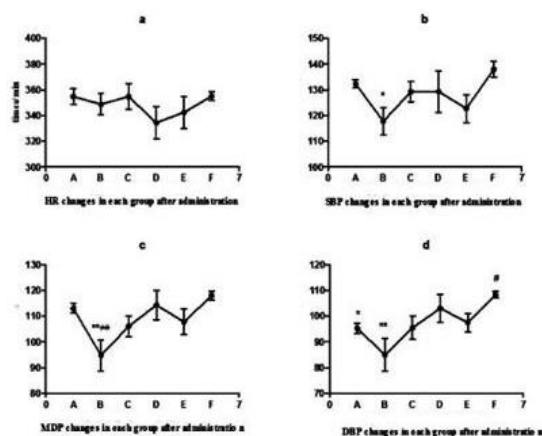 a
times/min
400
380
360
340
320
300
0 A B C D E F 7
HR changes in each group after administration
b
150
140
130
120
110
100
*
0 A B C D E F 7
SBP changes in each group after administration
c
130
120
110
100
90
80
0 A B C D E F 7
MDP changes in each group after administration
d
120
110
100
90
80
70
*
**
#
0 A B C D E F 7
DBP changes in each group after administration